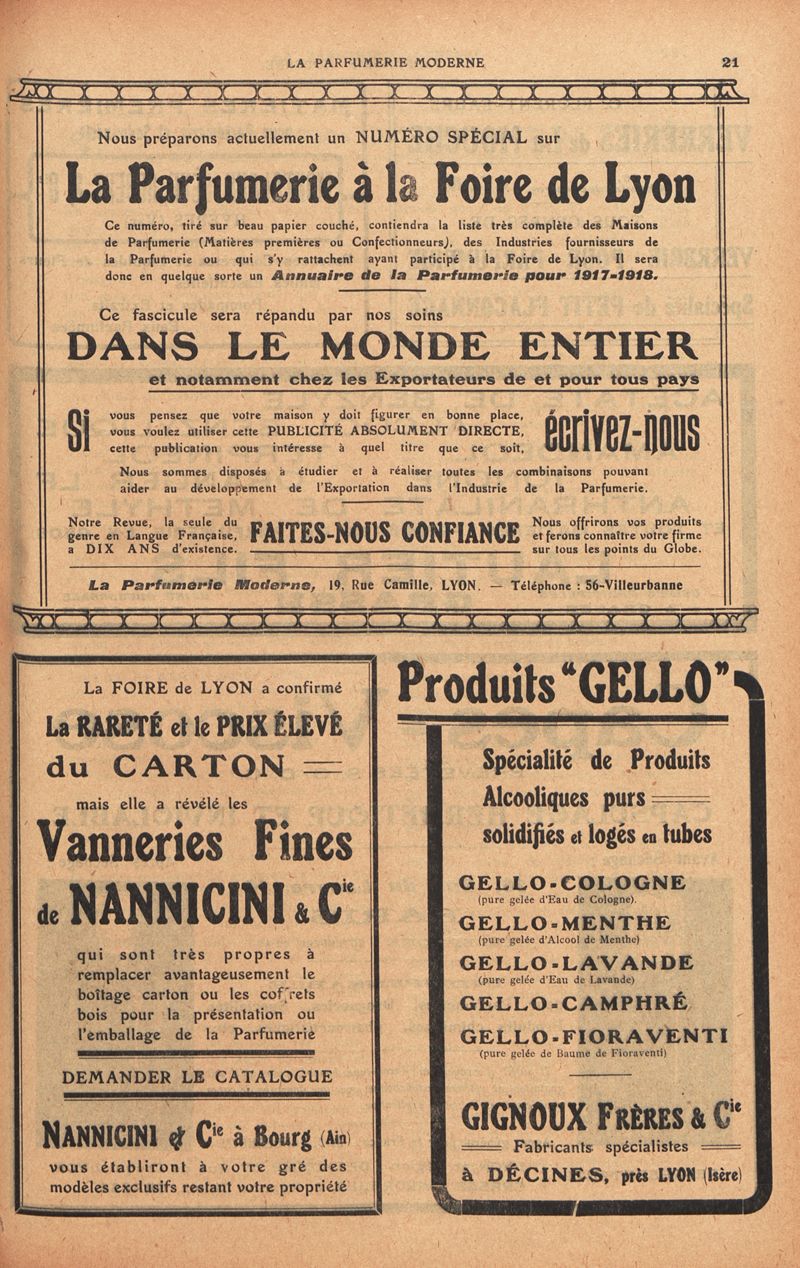 LA PARFUMERIE MODERNE 21
Nous préparons actuellement un NUMÉRO SPÉCIAL sur
La Parfumerie à la Foire de Lyon
Ce numéro, tiré sur beau papier couché, contiendra la liste très complète des Maisons
de Parfumerie (Matières premières ou Confectionneurs), des Industries fournisseurs de
la Parfumerie ou qui s'y rattachent ayant participé à la Foire de Lyon. Il sera
donc en quelque sorte un Annuaire de la Parfumerie pour 1917-1918.
Ce fascicule sera répandu par nos soins
DANS LE MONDE ENTIER
et notamment chez les Exportateurs de et pour tous pays
Si
vous pensez que votre maison y doit figurer en bonne place,
vous voulez utiliser cette PUBLICITÉ ABSOLUMENT DIRECTE,
cette publication vous intéresse à quel titre que ce soit,
écrivez-nous
Nous sommes disposés à étudier et à réaliser toutes les combinaisons pouvant
aider au développement de l'Exportation dans l'Industrie de la Parfumerie.
Notre Revue, la seule du
genre en Langue Française,
a DIX ANS d'existence.
FAITES-NOUS CONFIANCE
Nous offrirons vos produits
et ferons connaître votre firme
sur tous les points du Globe.
La Parfumerie Moderne, 19, Rue Camille, LYON. — Téléphone : 56-Villeurbanne
La FOIRE de LYON a confirmé
La RARETÉ et le PRIX ÉLEVÉ
du CARTON
mais elle a révélé les
Vanneries Fines
de NANNICINI & Cie
qui sont très propres à
remplacer avantageusement le
boîtage carton ou les coffrets
bois pour la présentation ou
l'emballage de la Parfumerie
DEMANDER LE CATALOGUE
NANNICINI & Cie à Bourg (Ain)
vous établiront à votre gré des
modèles exclusifs restant votre propriété
Produits "GELLO"
Spécialité de Produits
Alcooliques purs
solidifiés et logés en tubes
GELLO-COLOGNE
(pure gelée d'Eau de Cologne).
GELLO-MENTHE
(pure gelée d'Alcool de Menthe)
GELLO-LAVANDE
(pure gelée d'Eau de Lavande)
GELLO-CAMPHRÉ
GELLO-FIORAVENTI
(pure gelée de Baume de Fioraventi)
GIGNOUX FRÈRES & Cie
Fabricants spécialistes
à DÉCINES, près LYON (Isère)